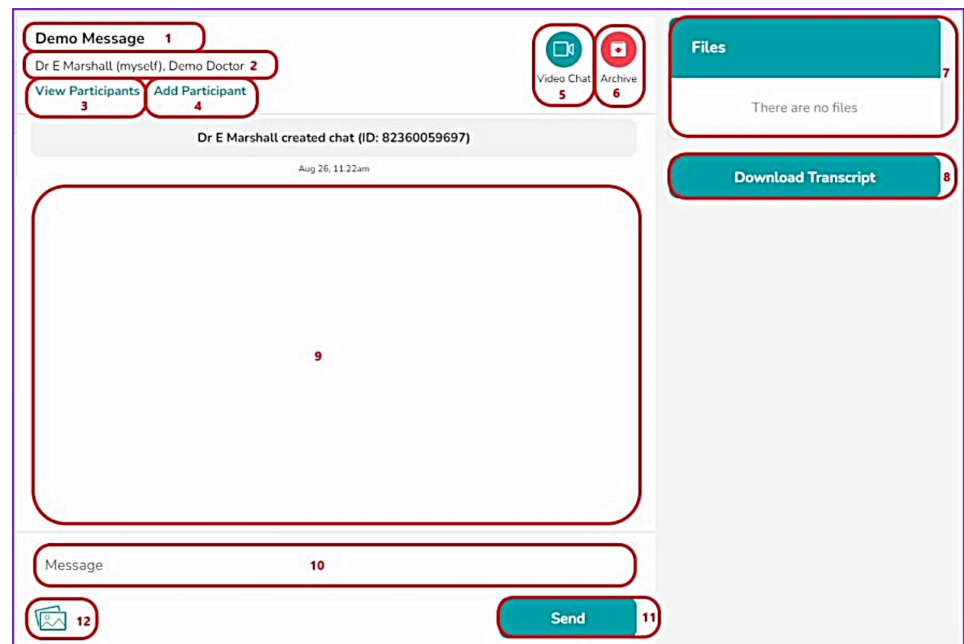 Demo Message 1
Dr E Marshall (myself), Demo Doctor 2
View Participants Add Participant
3 4
Video Chat Archive
5 6
Dr E Marshall created chat (ID: 82360059697)
Aug 26, 11:22am
9
Message 10
12
Send 11
Files
7
There are no files
Download Transcript 8